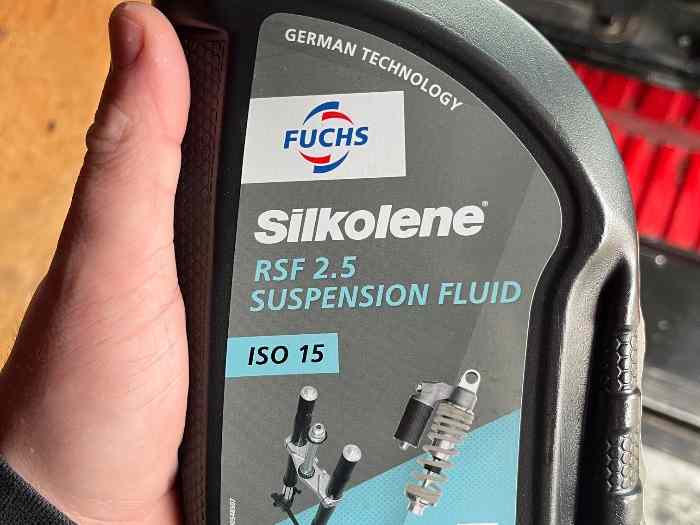 GERMAN TECHNOLOGY
FUCHS
Silkolene®
RSF 2.5
SUSPENSION FLUID
ISO 15